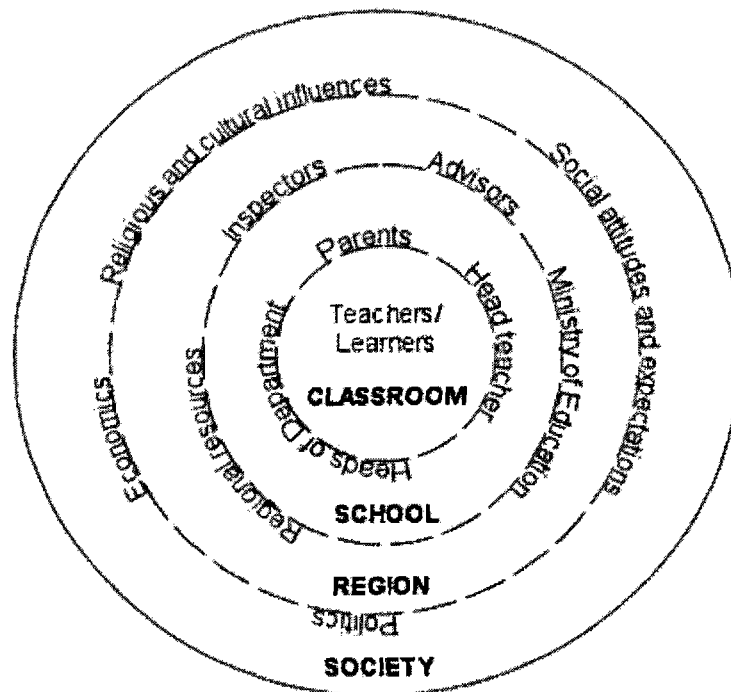 Religious and cultural influences
Social attitudes and expectations
Inspectors
Advisors
Parents
Head teacher
Ministry of Education
Teachers/
Learners
CLASSROOM
Heads of Department
Regional resources
Economics
SCHOOL
REGION
Politics
SOCIETY